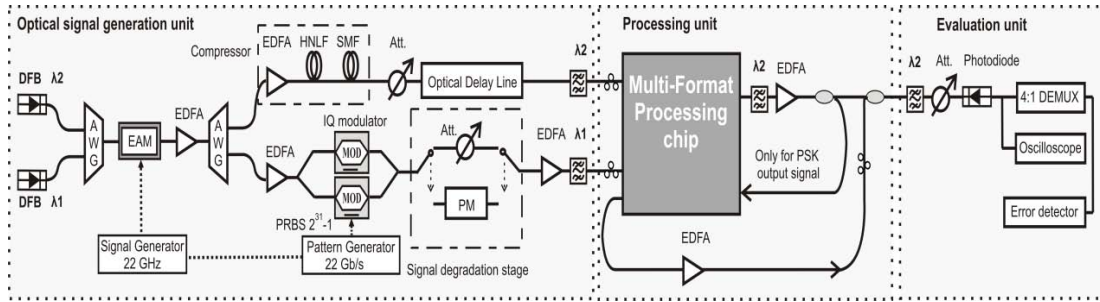 Optical signal generation unit
Compressor
EDFA
HNLF
SMF
Att.
Optical Delay Line
λ2
DFB λ2
DFB λ1
AWG
EAM
EDFA
AWG
EDFA
IQ modulator
MOD
MOD
PRBS 2³¹-1
Signal Generator
22 GHz
Pattern Generator
22 Gb/s
Att.
PM
Signal degradation stage
EDFA
λ1
Processing unit
Multi-Format
Processing
chip
λ2
EDFA
Only for PSK
output signal
EDFA
Evaluation unit
λ2
Att.
Photodiode
4:1 DEMUX
Oscilloscope
Error detector